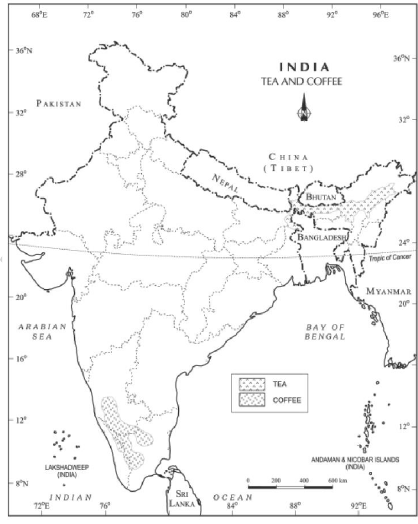 68°E 72° 76° 80° 84° 88° 92° 96°E
36°N 36°N
INDIA
TEA AND COFFEE
N
PAKISTAN
32° 32°
CHINA
(TIBET)
28° 28°
NEPAL
BHUTAN
BANGLADESH
24°
Tropic of Cancer
MYANMAR
20° 20°
ARABIAN
SEA
BAY OF
BENGAL
16° 16°
TEA
COFFEE
12° 12°
LAKSHADWEEP
(INDIA)
ANDAMAN & NICOBAR ISLANDS
(INDIA)
8°N 8°N
0 200 400 600 km
INDIAN OCEAN
SRI
LANKA
72°E 76° 80° 84° 88° 92°E